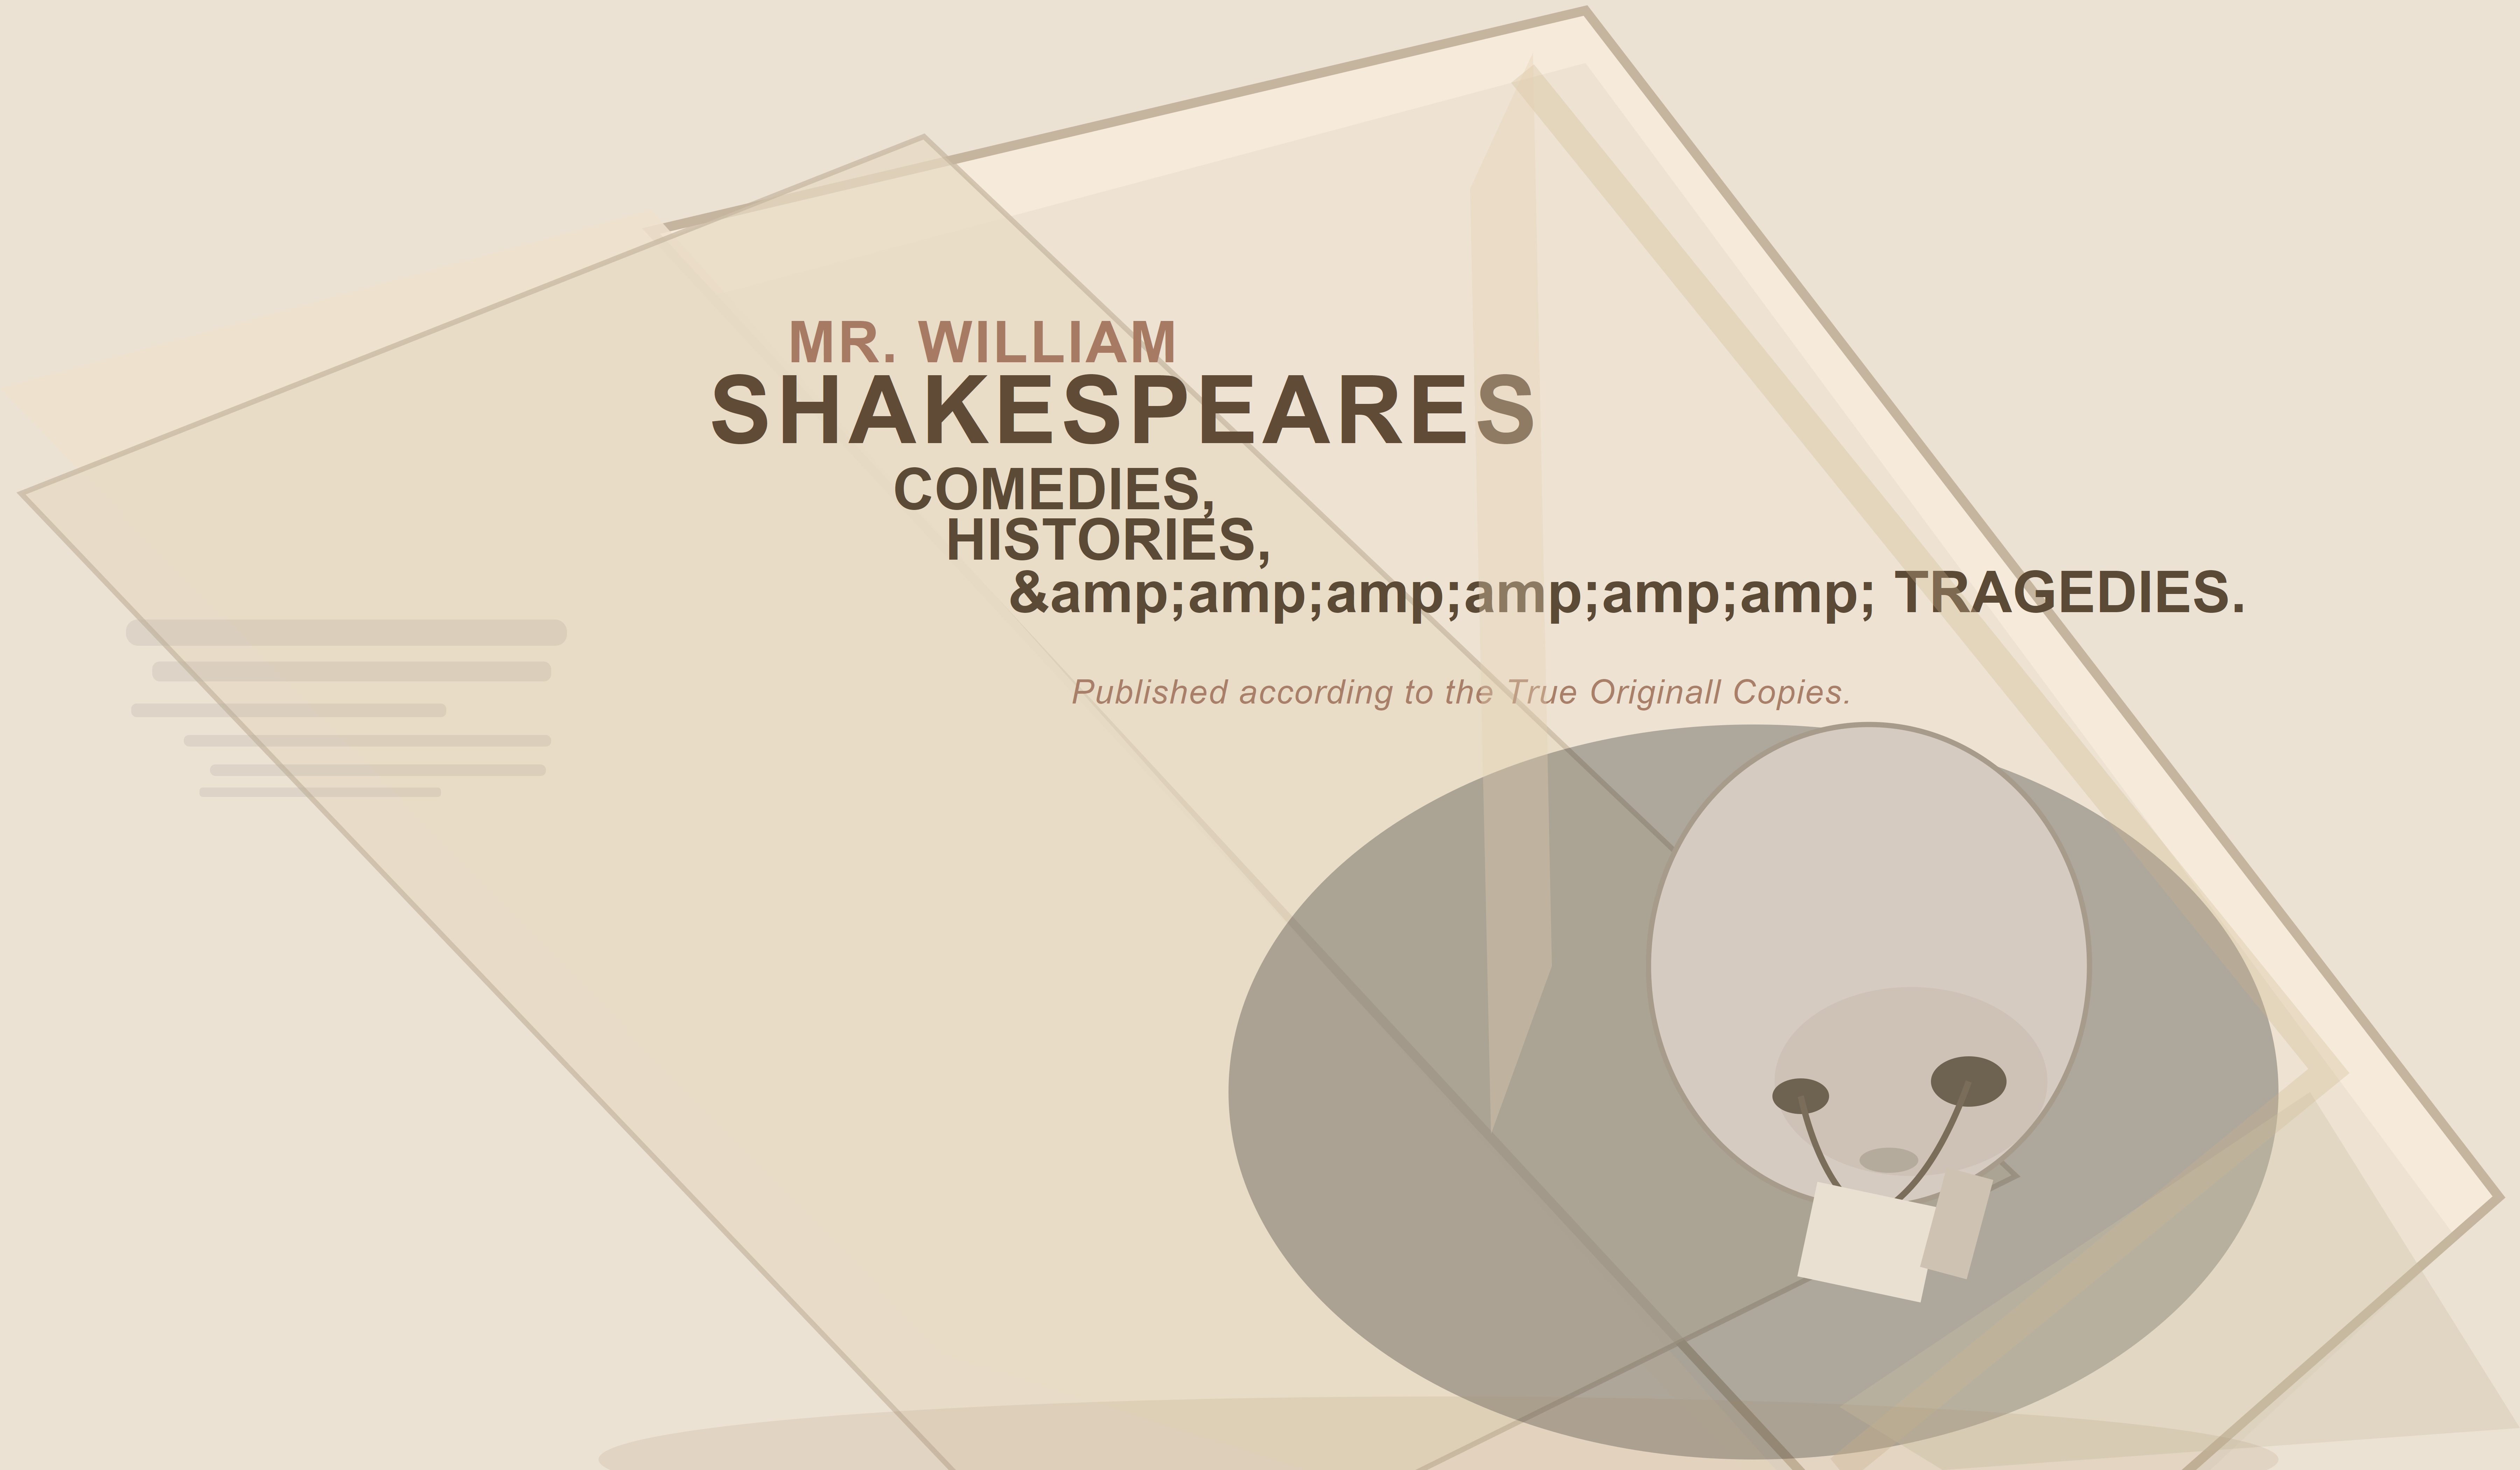 MR. WILLIAM
SHAKESPEARES
COMEDIES,
HISTORIES,
&amp;amp;amp;amp;amp;amp; TRAGEDIES.
Published according to the True Originall Copies.